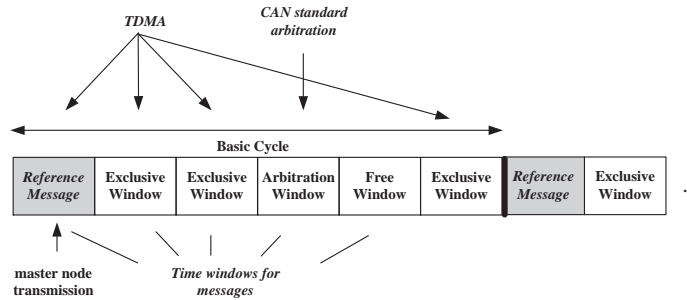 TDMA
CAN standard
arbitration
Basic Cycle
Reference
Message
Exclusive
Window
Exclusive
Window
Arbitration
Window
Free
Window
Exclusive
Window
Reference
Message
Exclusive
Window
.
master node
transmission
Time windows for
messages